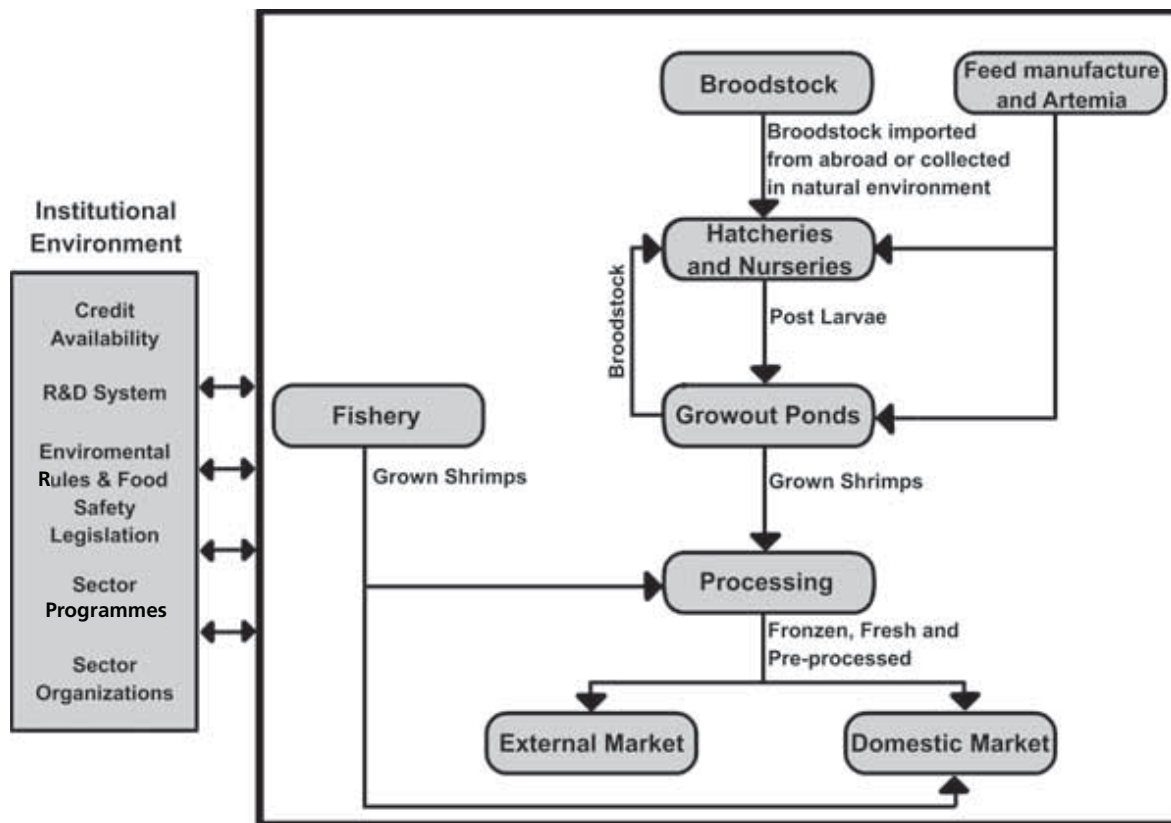 Institutional
Environment
Credit
Availability
R&D System
Enviromental
Rules & Food
Safety
Legislation
Sector
Programmes
Sector
Organizations
Broodstock
Feed manufacture
and Artemia
Broodstock imported
from abroad or collected
in natural environment
Hatcheries
and Nurseries
Broodstock
Post Larvae
Fishery
Growout Ponds
Grown Shrimps
Grown Shrimps
Processing
Fronzen, Fresh and
Pre-processed
External Market
Domestic Market